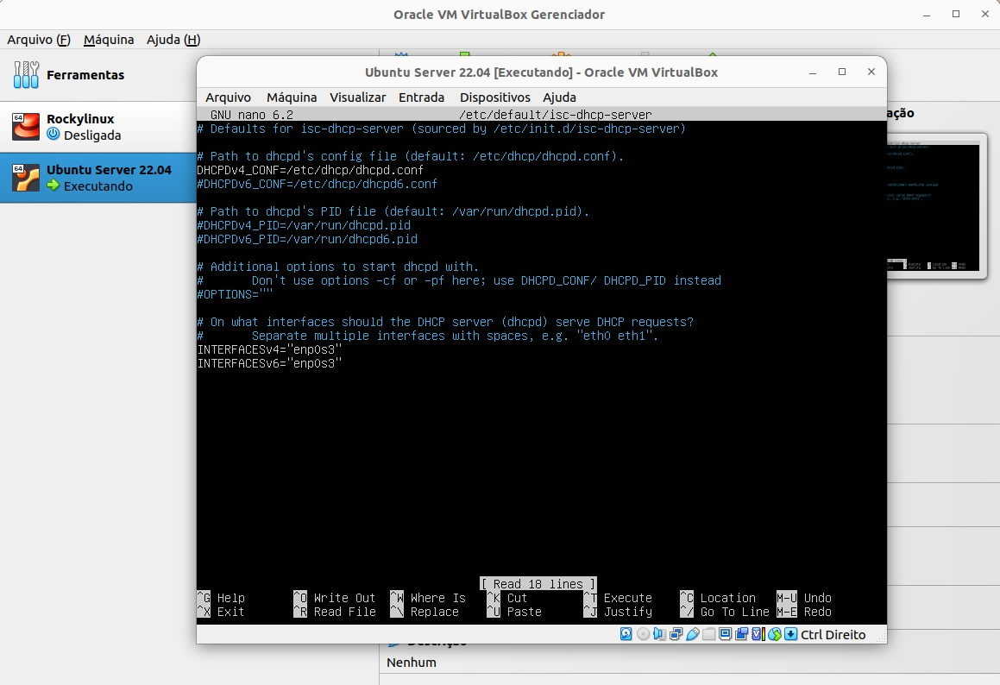 Oracle VM VirtualBox Gerenciador
Arquivo (F) Máquina Ajuda (H)
Ferramentas
64
Rockylinux
Desligada
64
Ubuntu Server 22.04
Executando
ação
Ubuntu Server 22.04 [Executando] - Oracle VM VirtualBox
Arquivo Máquina Visualizar Entrada Dispositivos Ajuda
GNU nano 6.2 /etc/default/isc-dhcp-server
# Defaults for isc-dhcp-server (sourced by /etc/init.d/isc-dhcp-server)
# Path to dhcpd's config file (default: /etc/dhcp/dhcpd.conf).
DHCPDv4_CONF=/etc/dhcp/dhcpd.conf
#DHCPDv6_CONF=/etc/dhcp/dhcpd6.conf
# Path to dhcpd's PID file (default: /var/run/dhcpd.pid).
#DHCPDv4_PID=/var/run/dhcpd.pid
#DHCPDv6_PID=/var/run/dhcpd6.pid
# Additional options to start dhcpd with.
#       Don't use options -cf or -pf here; use DHCPD_CONF/ DHCPD_PID instead
#OPTIONS=""
# On what interfaces should the DHCP server (dhcpd) serve DHCP requests?
#       Separate multiple interfaces with spaces, e.g. "eth0 eth1".
INTERFACESv4="enp0s3"
INTERFACESv6="enp0s3"
[ Read 18 lines ]
^G Help ^O Write Out ^W Where Is ^K Cut ^T Execute ^C Location M-U Undo
^X Exit ^R Read File ^\ Replace ^U Paste ^J Justify ^/ Go To Line M-E Redo
Ctrl Direito
Descrição
Nenhum